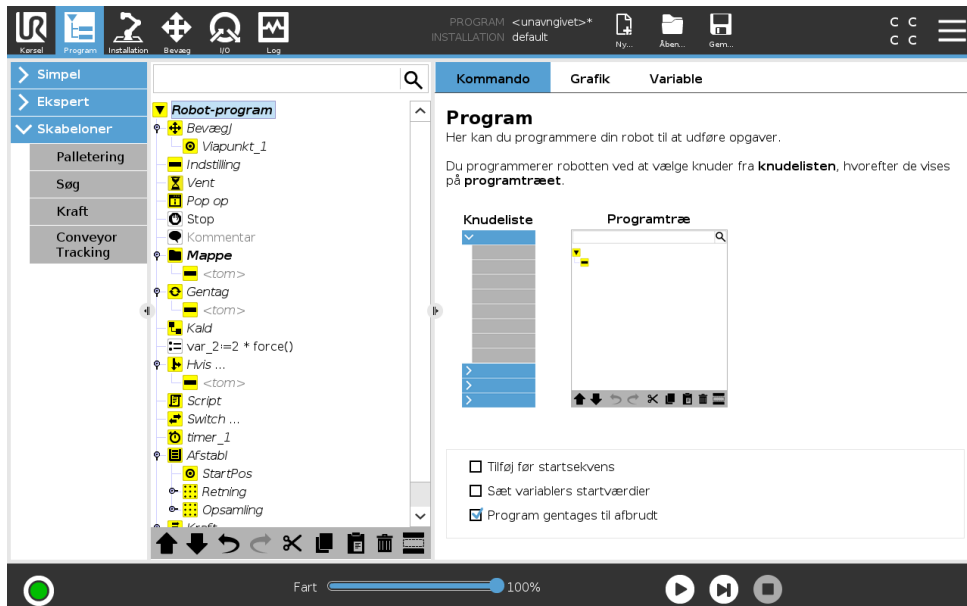 UR
PROGRAM <unavngivet>*
INSTALLATION default
Kørsel
Program
Installation
Bevæg
I/O
Log
Ny...
Åben...
Gem...
C C
C C
Simpel
Ekspert
Skabeloner
Palletering
Søg
Kraft
Conveyor
Tracking
Robot-program
BevægJ
Viapunkt_1
Indstilling
Vent
Pop op
Stop
Kommentar
Mappe
<tom>
Gentag
<tom>
Kald
var_2:=2 * force()
Hvis ...
<tom>
Script
Switch ...
timer_1
Afstabl
StartPos
Retning
Opsamling
Kraft
Kommando
Grafik
Variable
Program
Her kan du programmere din robot til at udføre opgaver.
Du programmerer robotten ved at vælge knuder fra knudelisten, hvorefter de vises
på programtræet.
Knudeliste
Programtræ
Tilføj før startsekvens
Sæt variablers startværdier
Program gentages til afbrudt
Fart
100%